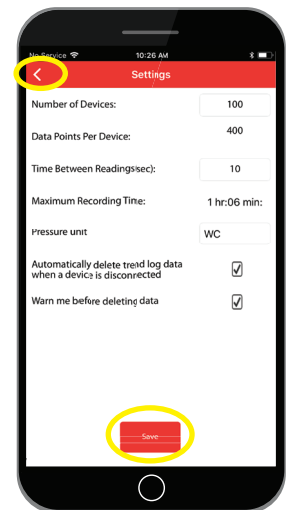 No Service 10:26 AM
Settings
Number of Devices: 100
Data Points Per Device: 400
Time Between Readings(sec): 10
Maximum Recording Time: 1 hr:06 min:
Pressure unit WC
Automatically delete trend log data
when a device is disconnected
Warn me before deleting data
Save